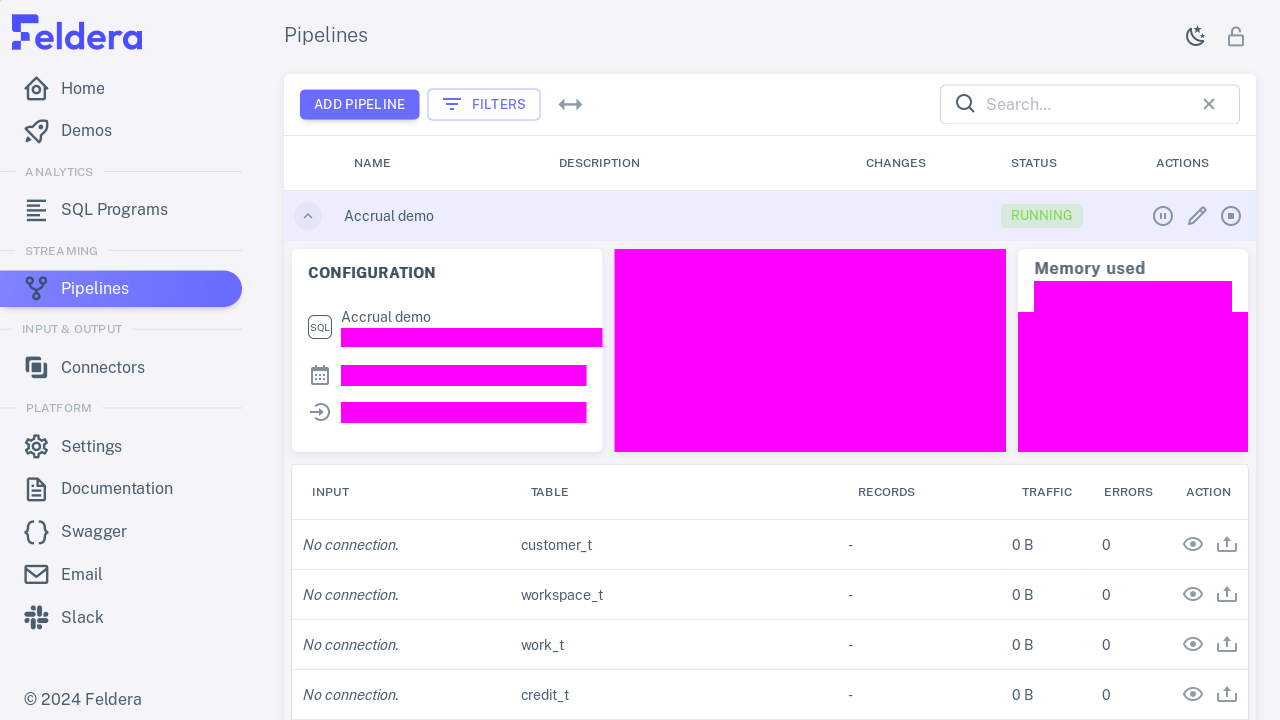 Feldera
Pipelines
Home
Demos
ANALYTICS
SQL Programs
STREAMING
Pipelines
INPUT & OUTPUT
Connectors
PLATFORM
Settings
Documentation
Swagger
Email
Slack
© 2024 Feldera
ADD PIPELINE
FILTERS
Search...
NAME DESCRIPTION CHANGES STATUS ACTIONS
Accrual demo RUNNING
CONFIGURATION
SQL
Accrual demo
Memory used
INPUT TABLE RECORDS TRAFFIC ERRORS ACTION
No connection. customer_t - 0 B 0
No connection. workspace_t - 0 B 0
No connection. work_t - 0 B 0
No connection. credit_t - 0 B 0